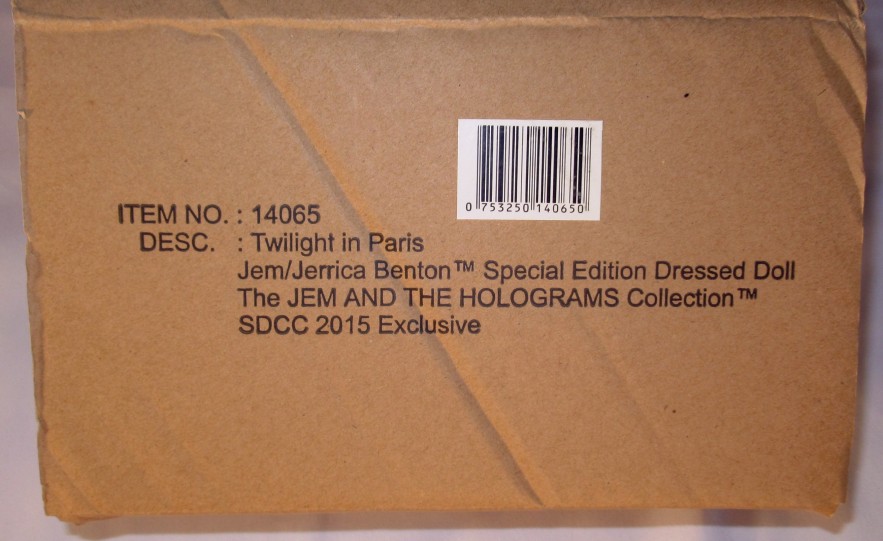 0 753250 140650
ITEM NO. : 14065
DESC. : Twilight in Paris
Jem/Jerrica Benton™ Special Edition Dressed Doll
The JEM AND THE HOLOGRAMS Collection™
SDCC 2015 Exclusive